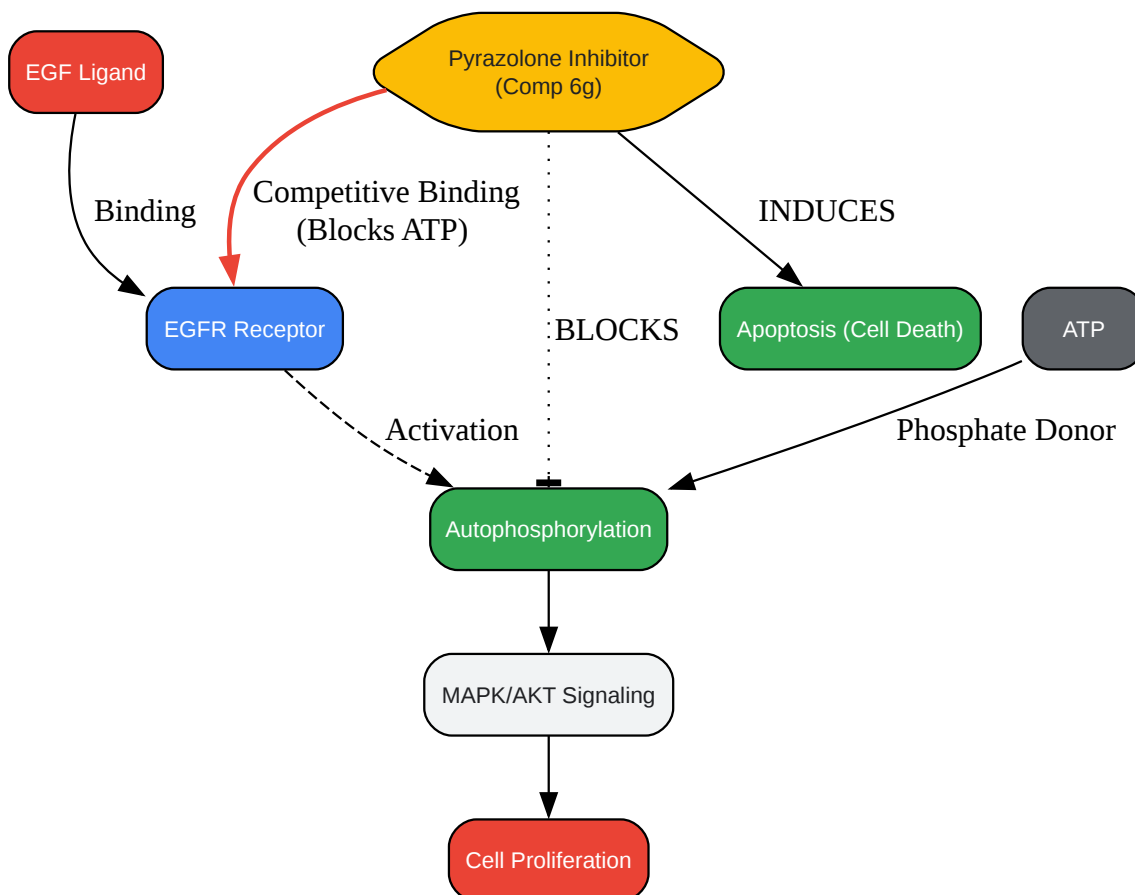 EGF Ligand
Pyrazolone Inhibitor
(Comp 6g)
Binding
Competitive Binding
(Blocks ATP)
INDUCES
EGFR Receptor
BLOCKS
Apoptosis (Cell Death)
ATP
Activation
Phosphate Donor
Autophosphorylation
MAPK/AKT Signaling
Cell Proliferation